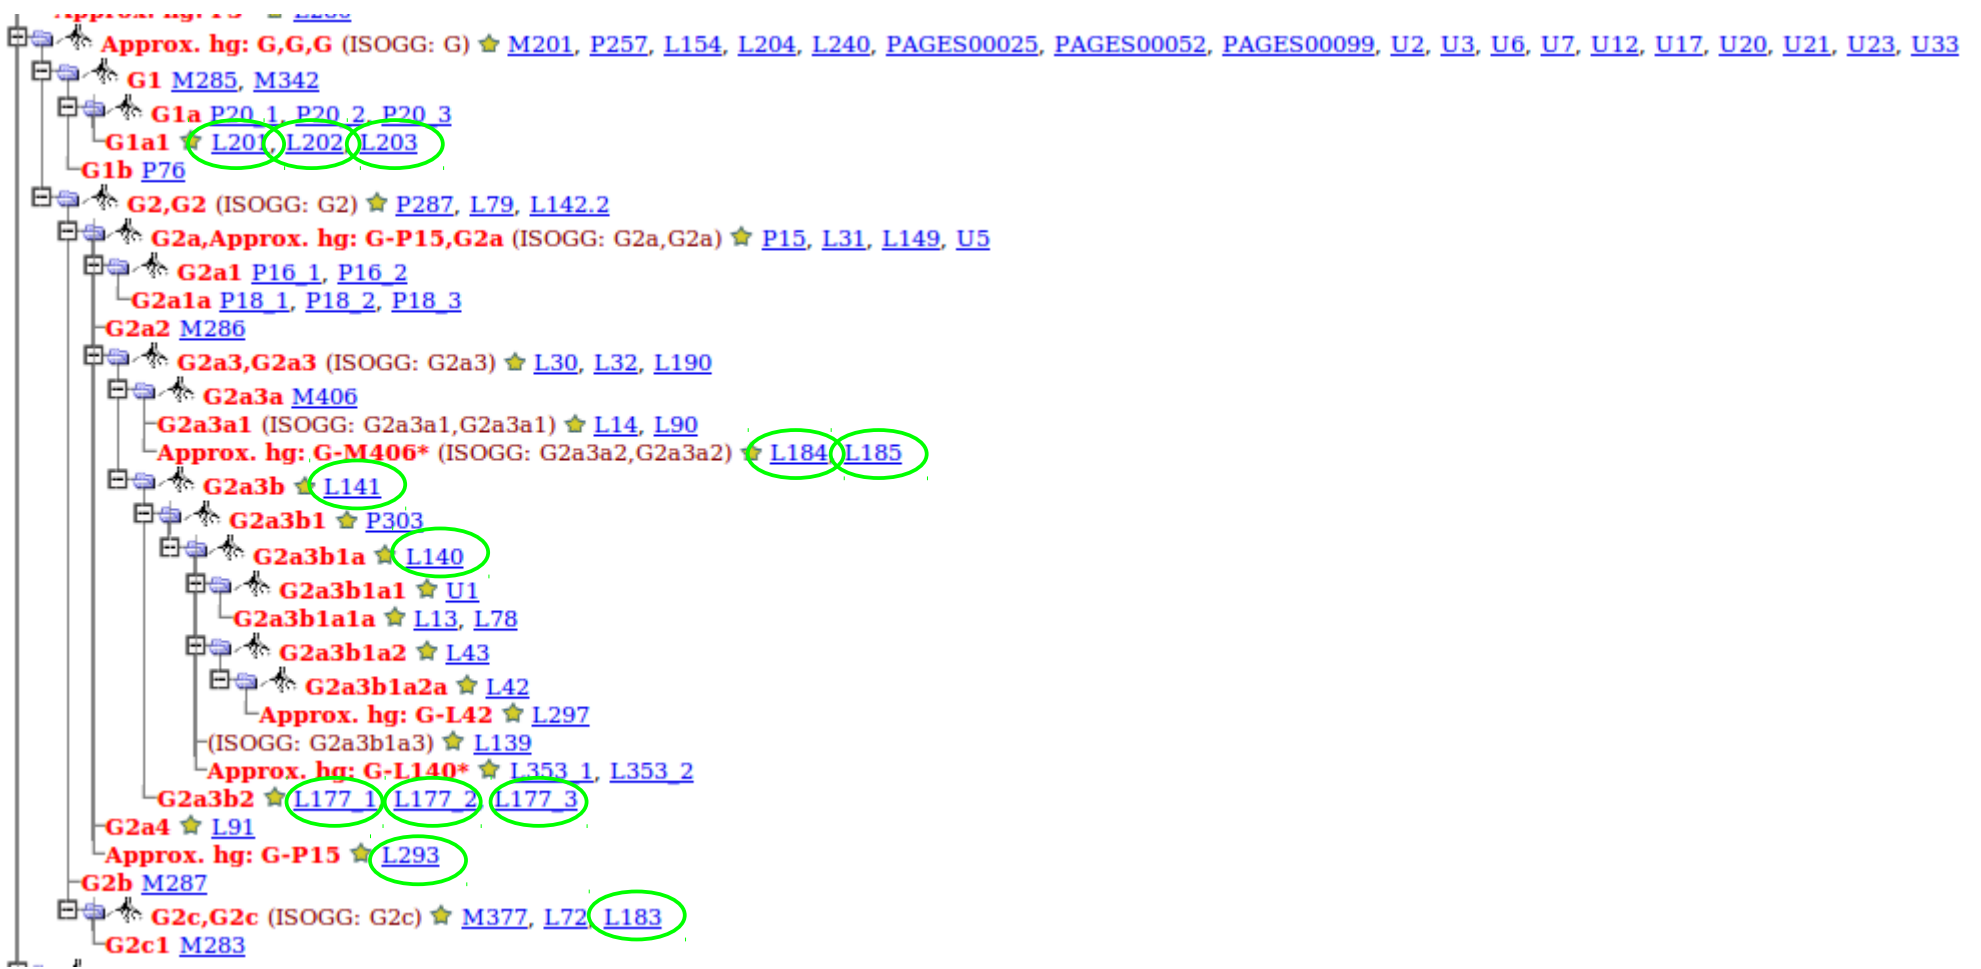 Approx. hg: G,G,G (ISOGG: G) M201, P257, L154, L204, L240, PAGES00025, PAGES00052, PAGES00099, U2, U3, U6, U7, U12, U17, U20, U21, U23, U33
G1 M285, M342
G1a P20_1, P20_2, P20_3
G1a1 L201, L202, L203
G1b P76
G2,G2 (ISOGG: G2) P287, L79, L142.2
G2a,Approx. hg: G-P15,G2a (ISOGG: G2a,G2a) P15, L31, L149, U5
G2a1 P16_1, P16_2
G2a1a P18_1, P18_2, P18_3
G2a2 M286
G2a3,G2a3 (ISOGG: G2a3) L30, L32, L190
G2a3a M406
G2a3a1 (ISOGG: G2a3a1,G2a3a1) L14, L90
Approx. hg: G-M406* (ISOGG: G2a3a2,G2a3a2) L184, L185
G2a3b L141
G2a3b1 P303
G2a3b1a L140
G2a3b1a1 U1
G2a3b1a1a L13, L78
G2a3b1a2 L43
G2a3b1a2a L42
Approx. hg: G-L42 L297
(ISOGG: G2a3b1a3) L139
Approx. hg: G-L140* L353_1, L353_2
G2a3b2 L177_1, L177_2, L177_3
G2a4 L91
Approx. hg: G-P15 L293
G2b M287
G2c,G2c (ISOGG: G2c) M377, L72, L183
G2c1 M283